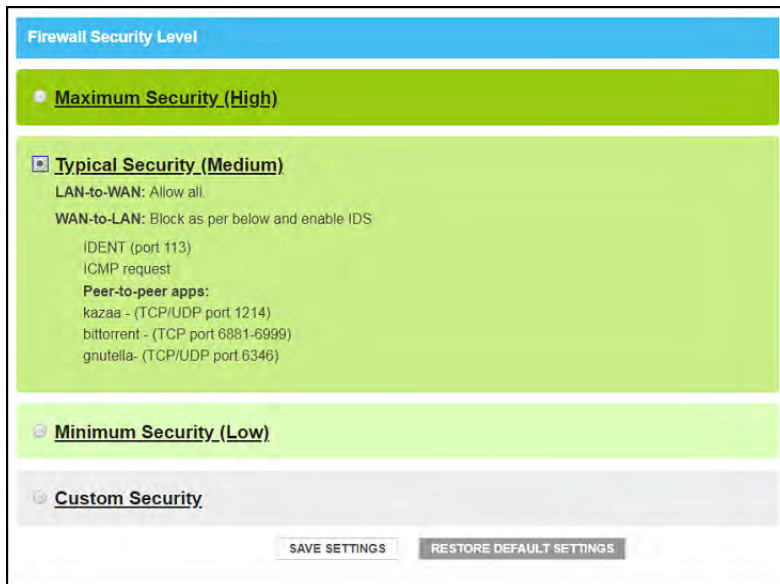 Firewall Security Level
Maximum Security (High)
Typical Security (Medium)
LAN-to-WAN: Allow all.
WAN-to-LAN: Block as per below and enable IDS
IDENT (port 113)
ICMP request
Peer-to-peer apps:
kazaa - (TCP/UDP port 1214)
bittorrent - (TCP port 6881-6999)
gnutella- (TCP/UDP port 6346)
Minimum Security (Low)
Custom Security
SAVE SETTINGS RESTORE DEFAULT SETTINGS